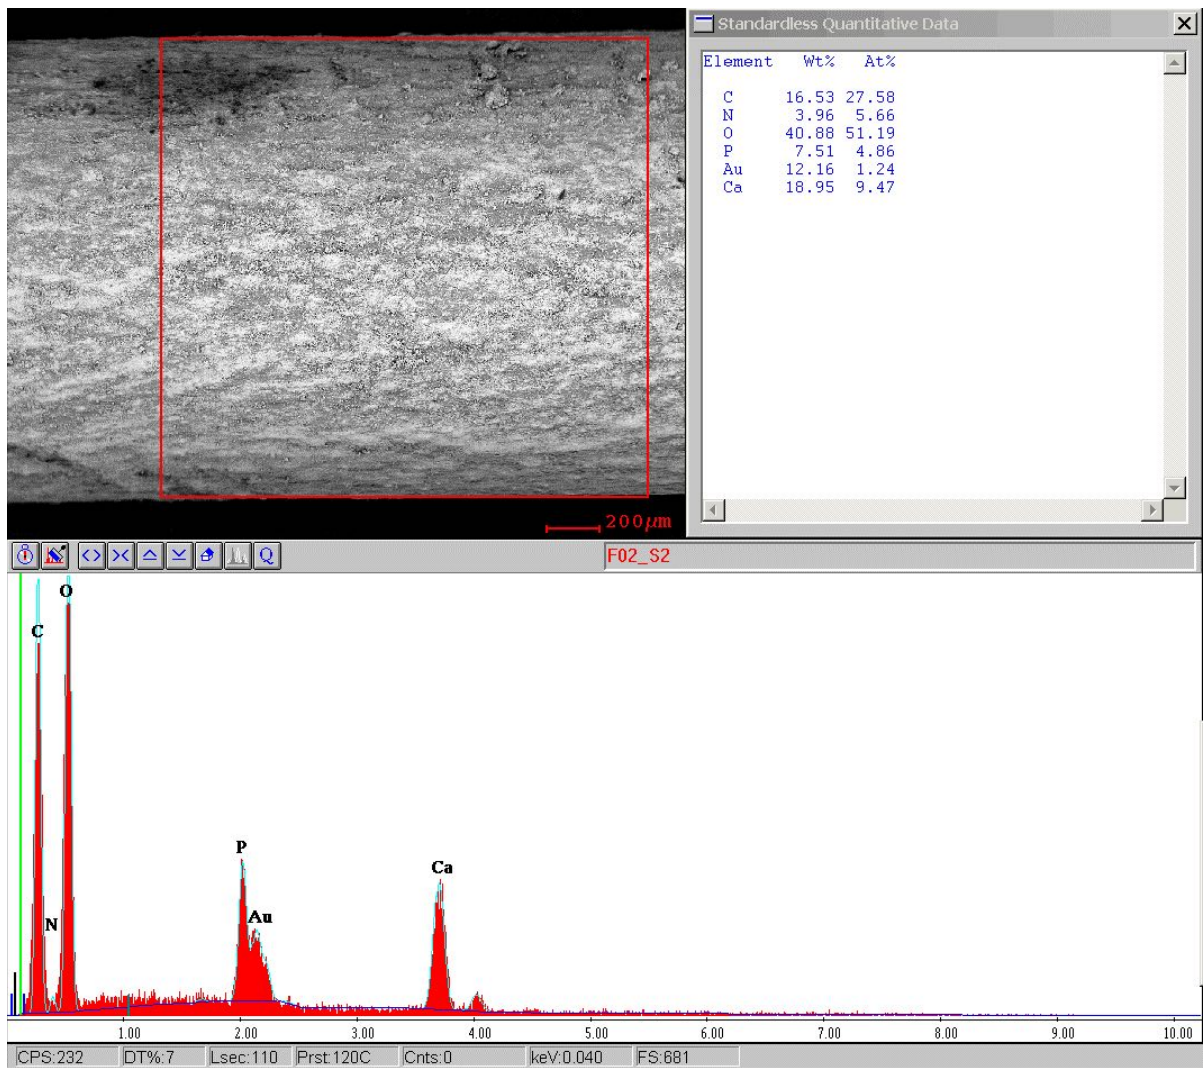 Standardless Quantitative Data
Element Wt% At%
C 16.53 27.58
N 3.96 5.66
O 40.88 51.19
P 7.51 4.86
Au 12.16 1.24
Ca 18.95 9.47
200µm
Q
F02_S2
O
C
N
P
Au
Ca
1.00 2.00 3.00 4.00 5.00 6.00 7.00 8.00 9.00 10.00
CPS:232 DT%:7 Lsec:110 Prst:120C Cnts:0 keV:0.040 FS:681